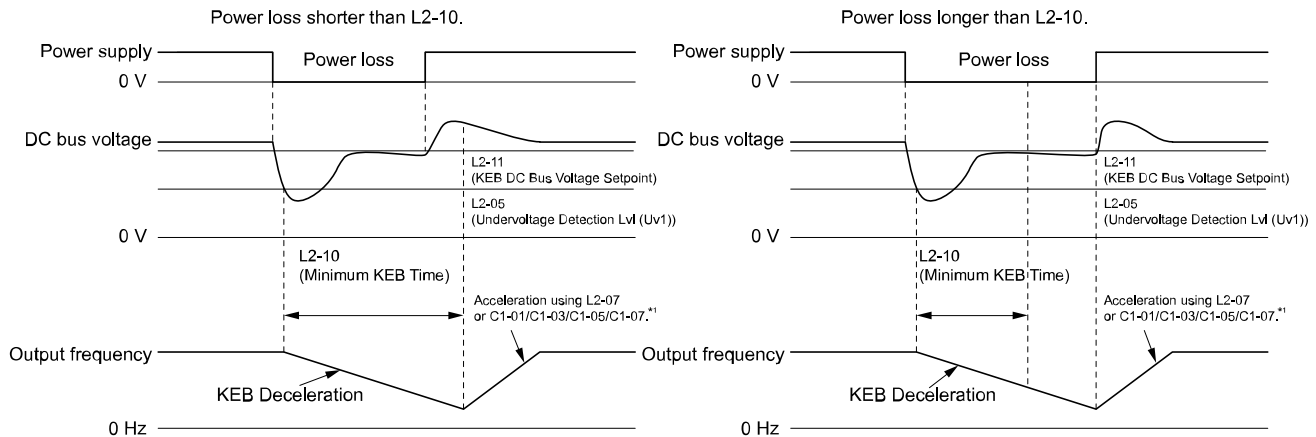 Power loss shorter than L2-10.
Power supply
Power loss
0 V
DC bus voltage
L2-11
(KEB DC Bus Voltage Setpoint)
L2-05
(Undervoltage Detection Lvl (Uv1))
0 V
L2-10
(Minimum KEB Time)
Acceleration using L2-07
or C1-01/C1-03/C1-05/C1-07.*1
Output frequency
KEB Deceleration
0 Hz
Power loss longer than L2-10.
Power supply
Power loss
0 V
DC bus voltage
L2-11
(KEB DC Bus Voltage Setpoint)
L2-05
(Undervoltage Detection Lvl (Uv1))
0 V
L2-10
(Minimum KEB Time)
Acceleration using L2-07
or C1-01/C1-03/C1-05/C1-07.*1
Output frequency
KEB Deceleration
0 Hz